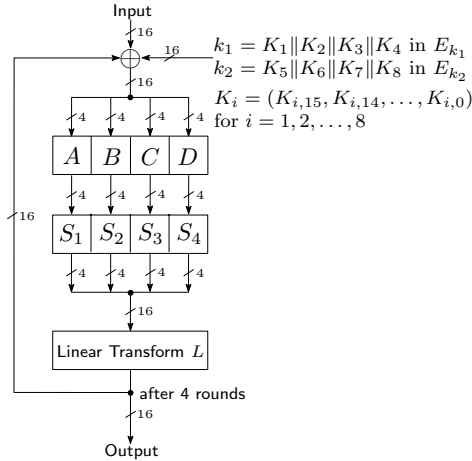 Input
16
16
k₁ = K₁‖K₂‖K₃‖K₄ in E_{k₁}
k₂ = K₅‖K₆‖K₇‖K₈ in E_{k₂}
16
K_i = (K_{i,15}, K_{i,14}, . . . , K_{i,0})
for i = 1, 2, . . . , 8
4 4 4 4
A B C D
4 4 4 4
16
S₁ S₂ S₃ S₄
4 4 4 4
16
Linear Transform L
after 4 rounds
16
Output